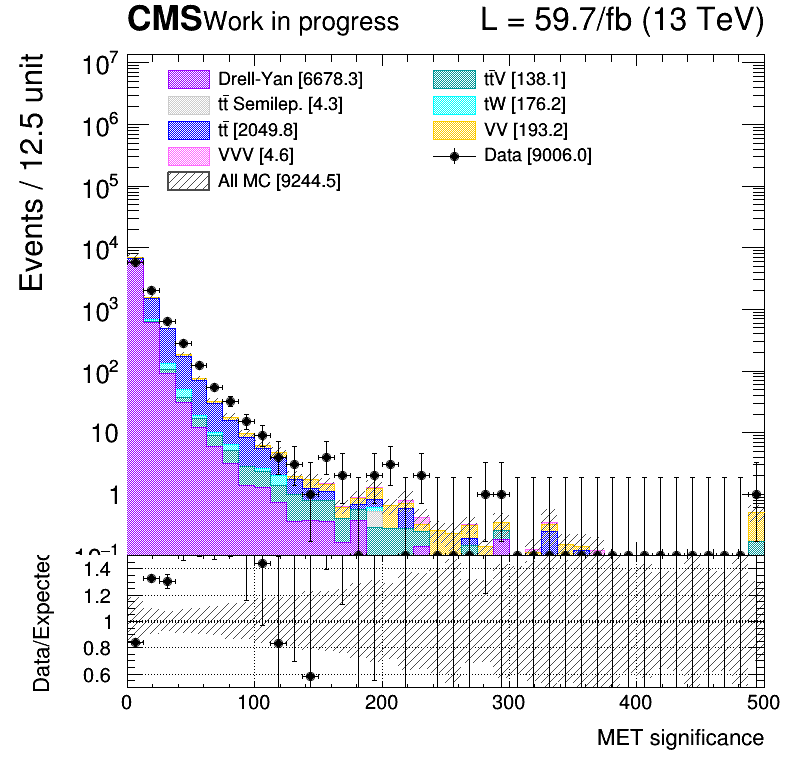 CMS Work in progress L = 59.7/fb (13 TeV)
Events / 12.5 unit
10⁷
10⁶
10⁵
10⁴
10³
10²
10
1
10⁻¹
Drell-Yan [6678.3]
tt̄ Semilep. [4.3]
tt̄ [2049.8]
VVV [4.6]
All MC [9244.5]
tt̄V [138.1]
tW [176.2]
VV [193.2]
Data [9006.0]
Data/Expected
1.4
1.2
1
0.8
0.6
0 100 200 300 400 500
MET significance